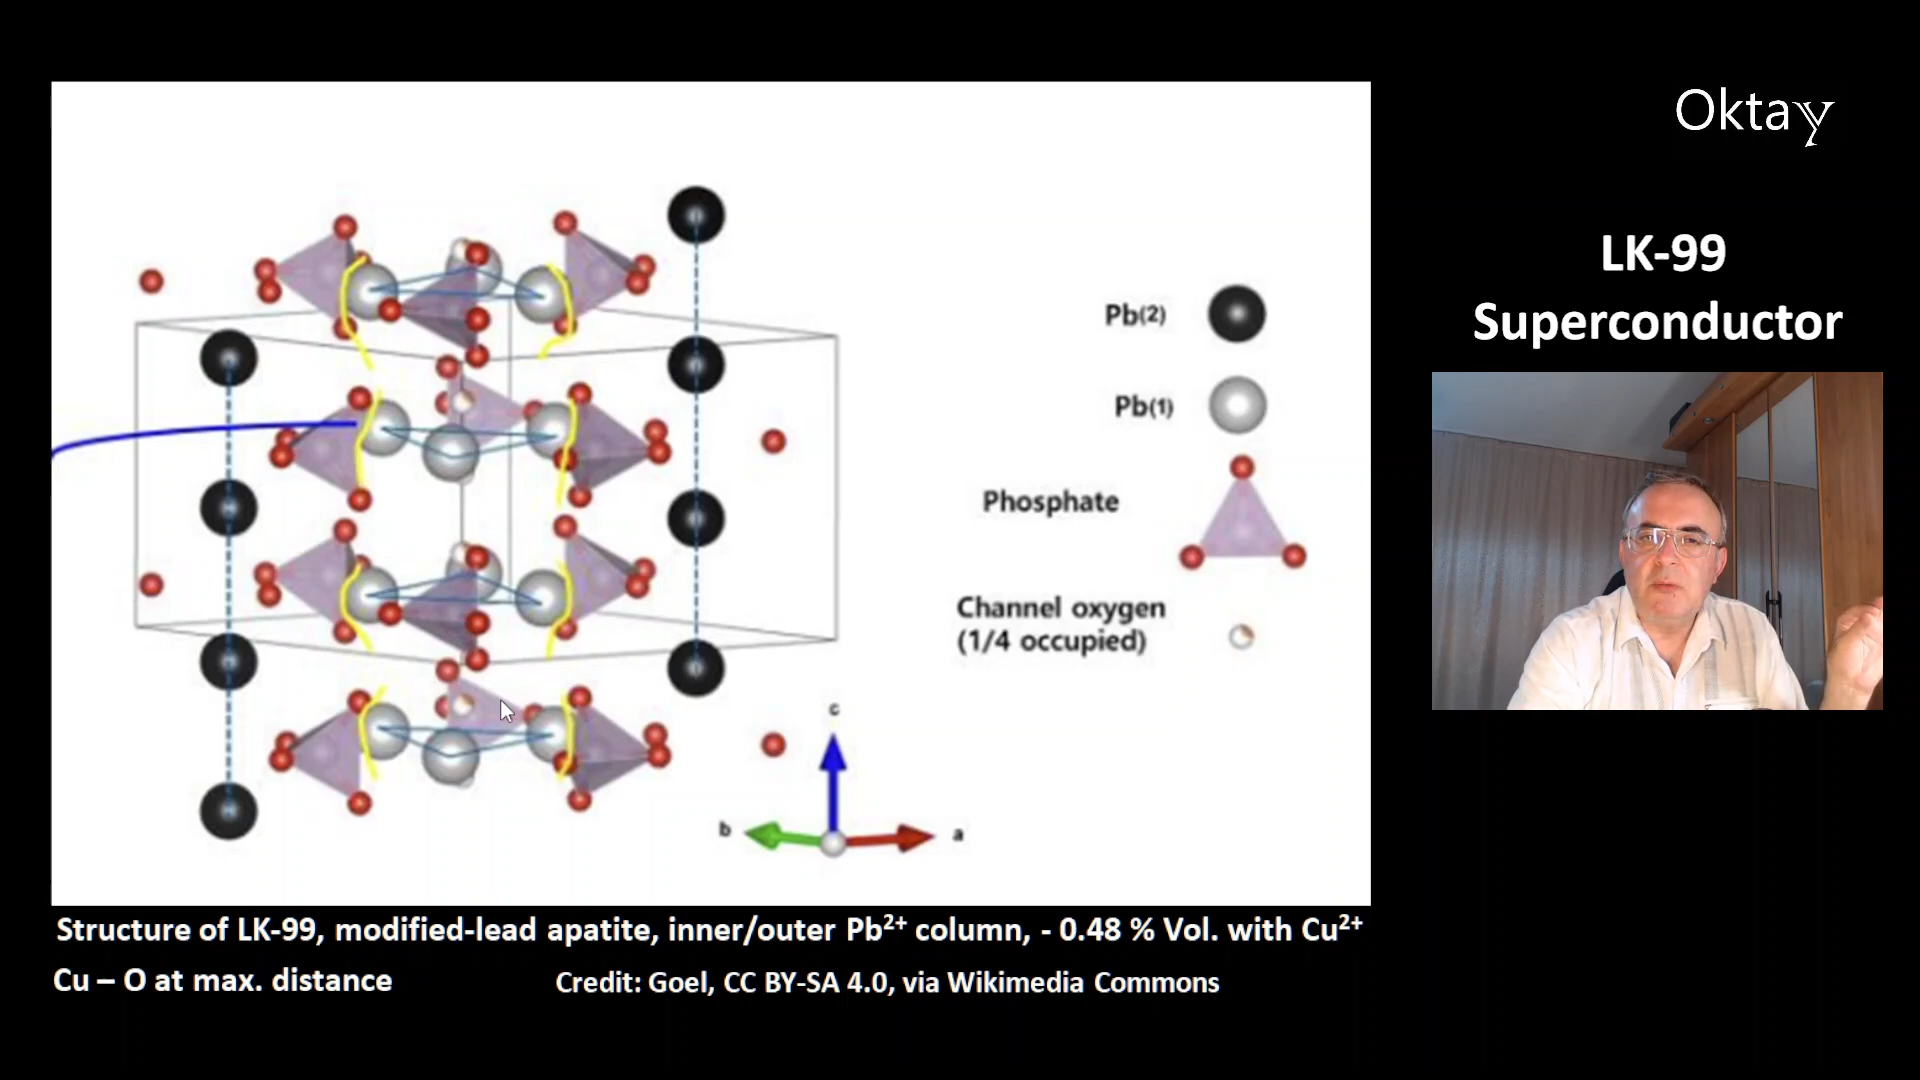 Oktay
LK-99
Superconductor
Pb(2)
Pb(1)
Phosphate
Channel oxygen
(1/4 occupied)
c
b
a
Structure of LK-99, modified-lead apatite, inner/outer Pb²⁺ column, - 0.48 % Vol. with Cu²⁺
Cu – O at max. distance
Credit: Goel, CC BY-SA 4.0, via Wikimedia Commons